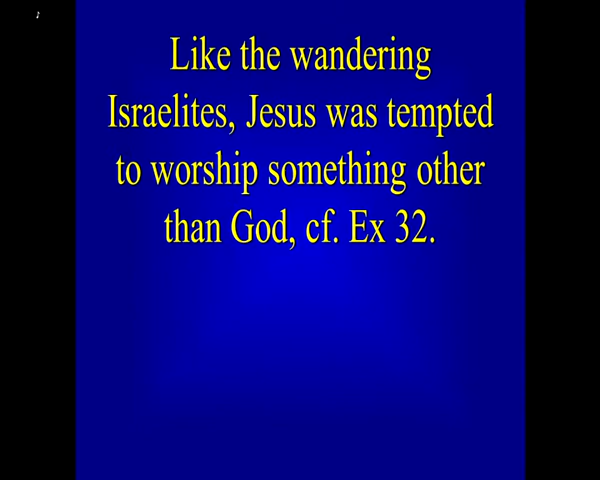 Like the wandering
Israelites, Jesus was tempted
to worship something other
than God, cf. Ex 32.